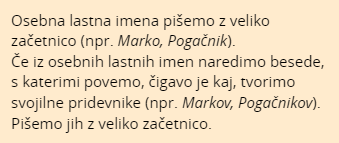 Osebna lastna imena pišemo z veliko
začetnico (npr. Marko, Pogačnik).
Če iz osebnih lastnih imen naredimo besede,
s katerimi povemo, čigavo je kaj, tvorimo
svojilne pridevnike (npr. Markov, Pogačnikov).
Pišemo jih z veliko začetnico.